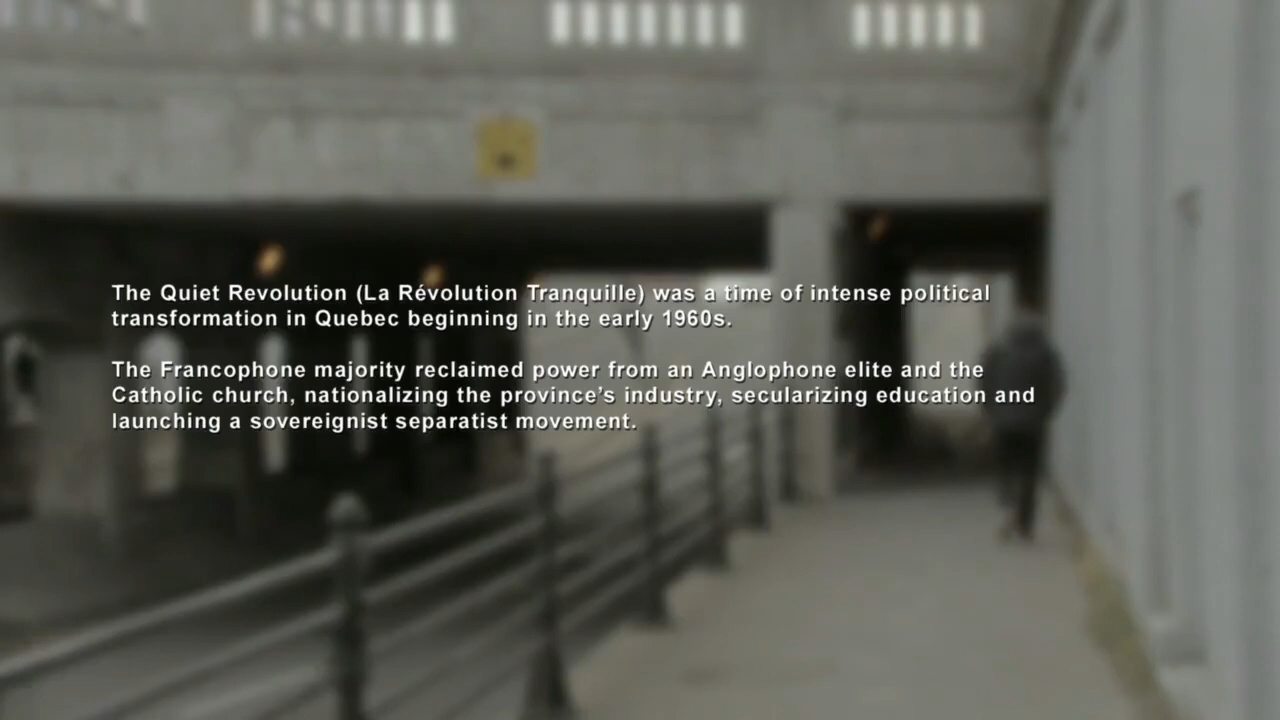 The Quiet Revolution (La Révolution Tranquille) was a time of intense political
transformation in Quebec beginning in the early 1960s.
The Francophone majority reclaimed power from an Anglophone elite and the
Catholic church, nationalizing the province's industry, secularizing education and
launching a sovereignist separatist movement.